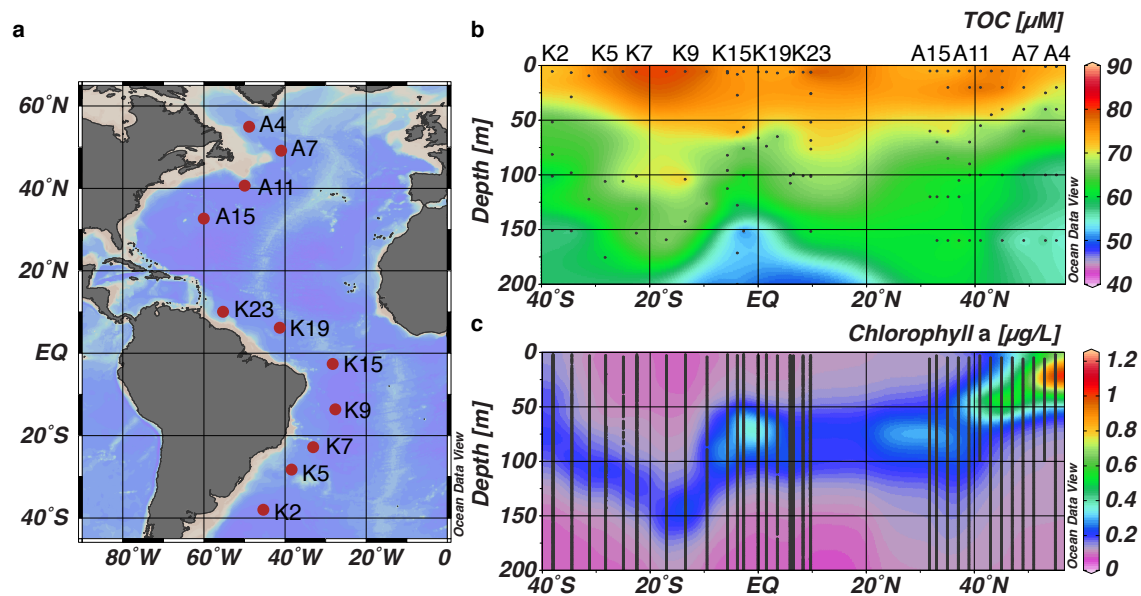 a
60˚N
40˚N
20˚N
EQ
20˚S
40˚S
80˚W
60˚W
40˚W
20˚W
0˚
A4
A7
A11
A15
K23
K19
K15
K9
K7
K5
K2
Ocean Data View
b
TOC [µM]
K2 K5 K7 K9 K15 K19 K23 A15 A11 A7 A4
Depth [m]
0
50
100
150
200
40˚S 20˚S EQ 20˚N 40˚N
Ocean Data View
90
80
70
60
50
40
c
Chlorophyll a [µg/L]
Depth [m]
0
50
100
150
200
40˚S 20˚S EQ 20˚N 40˚N
Ocean Data View
1.2
1
0.8
0.6
0.4
0.2
0